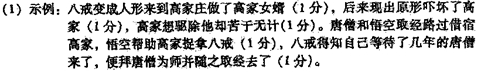 (1) 示例：八戒变成人形来到高家庄做了高家女婿（1分），后来现出原形吓坏了高
家（1分），高家想驱除他却苦于无计(1分)。唐僧和悟空取经路过借宿
高家，悟空帮助高家捉拿八戒（1分），八戒得知自己等待了几年的唐僧
来了，便拜唐僧为师并随之取经去了（1分）。